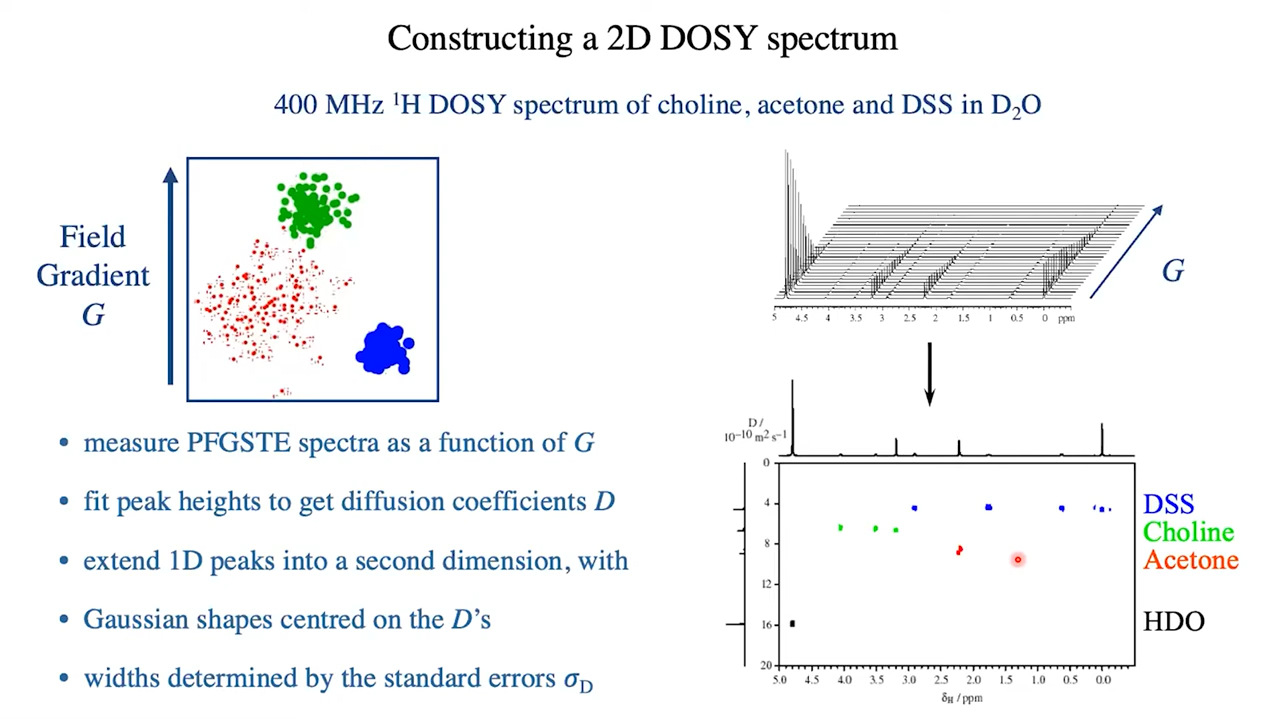 Constructing a 2D DOSY spectrum
400 MHz ¹H DOSY spectrum of choline, acetone and DSS in D₂O
Field
Gradient
G
• measure PFGSTE spectra as a function of G
• fit peak heights to get diffusion coefficients D
• extend 1D peaks into a second dimension, with
• Gaussian shapes centred on the D’s
• widths determined by the standard errors σ_D
G
5 4.5 4 3.5 3 2.5 2 1.5 1 0.5 0 ppm
D /
10⁻¹⁰ m² s⁻¹
0
4
8
12
16
20
5.0 4.5 4.0 3.5 3.0 2.5 2.0 1.5 1.0 0.5 0.0
δ_H / ppm
DSS
Choline
Acetone
HDO